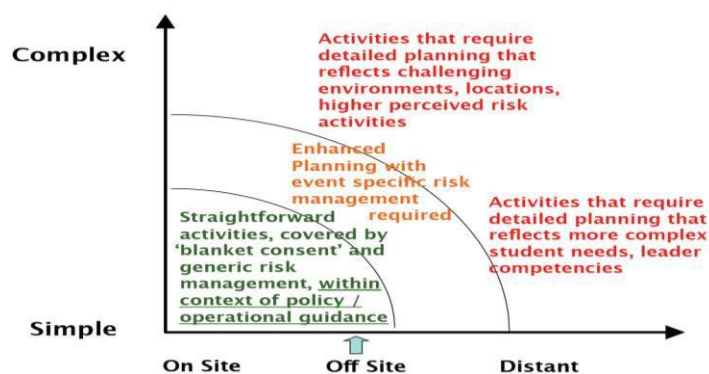 Complex
Activities that require
detailed planning that
reflects challenging
environments, locations,
higher perceived risk
activities
Enhanced
Planning with
event specific risk
management
required
Activities that require
detailed planning that
reflects more complex
student needs, leader
competencies
Straightforward
activities, covered by
‘blanket consent’ and
generic risk
management, within
context of policy /
operational guidance
Simple
On Site
Off Site
Distant